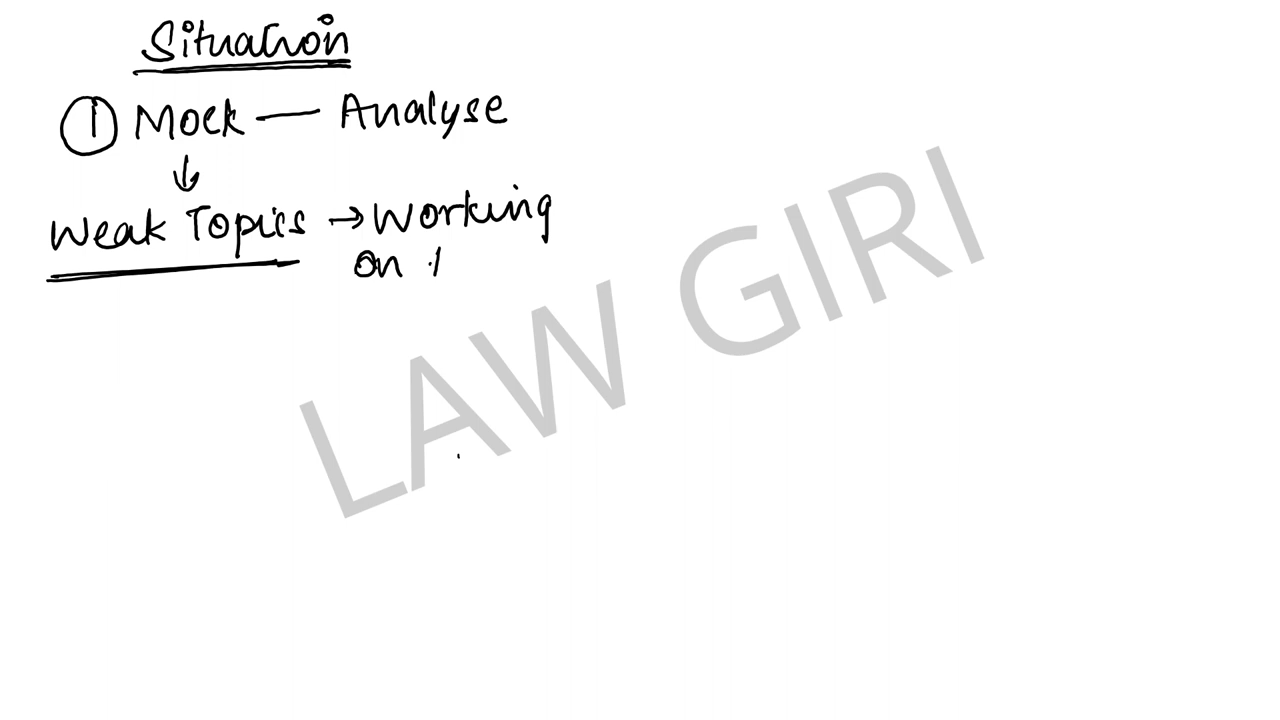 Situation
① Mock — Analyse
↓
Weak Topics → Working
on
LAW GIRI